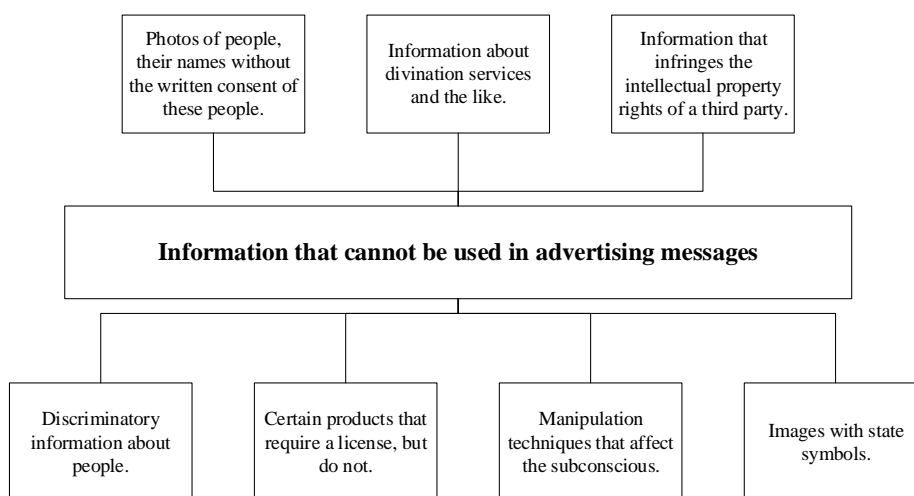 Photos of people,
their names without
the written consent of
these people.
Information about
divination services
and the like.
Information that
infringes the
intellectual property
rights of a third party.
Information that cannot be used in advertising messages
Discriminatory
information about
people.
Certain products that
require a license, but
do not.
Manipulation
techniques that affect
the subconscious.
Images with state
symbols.